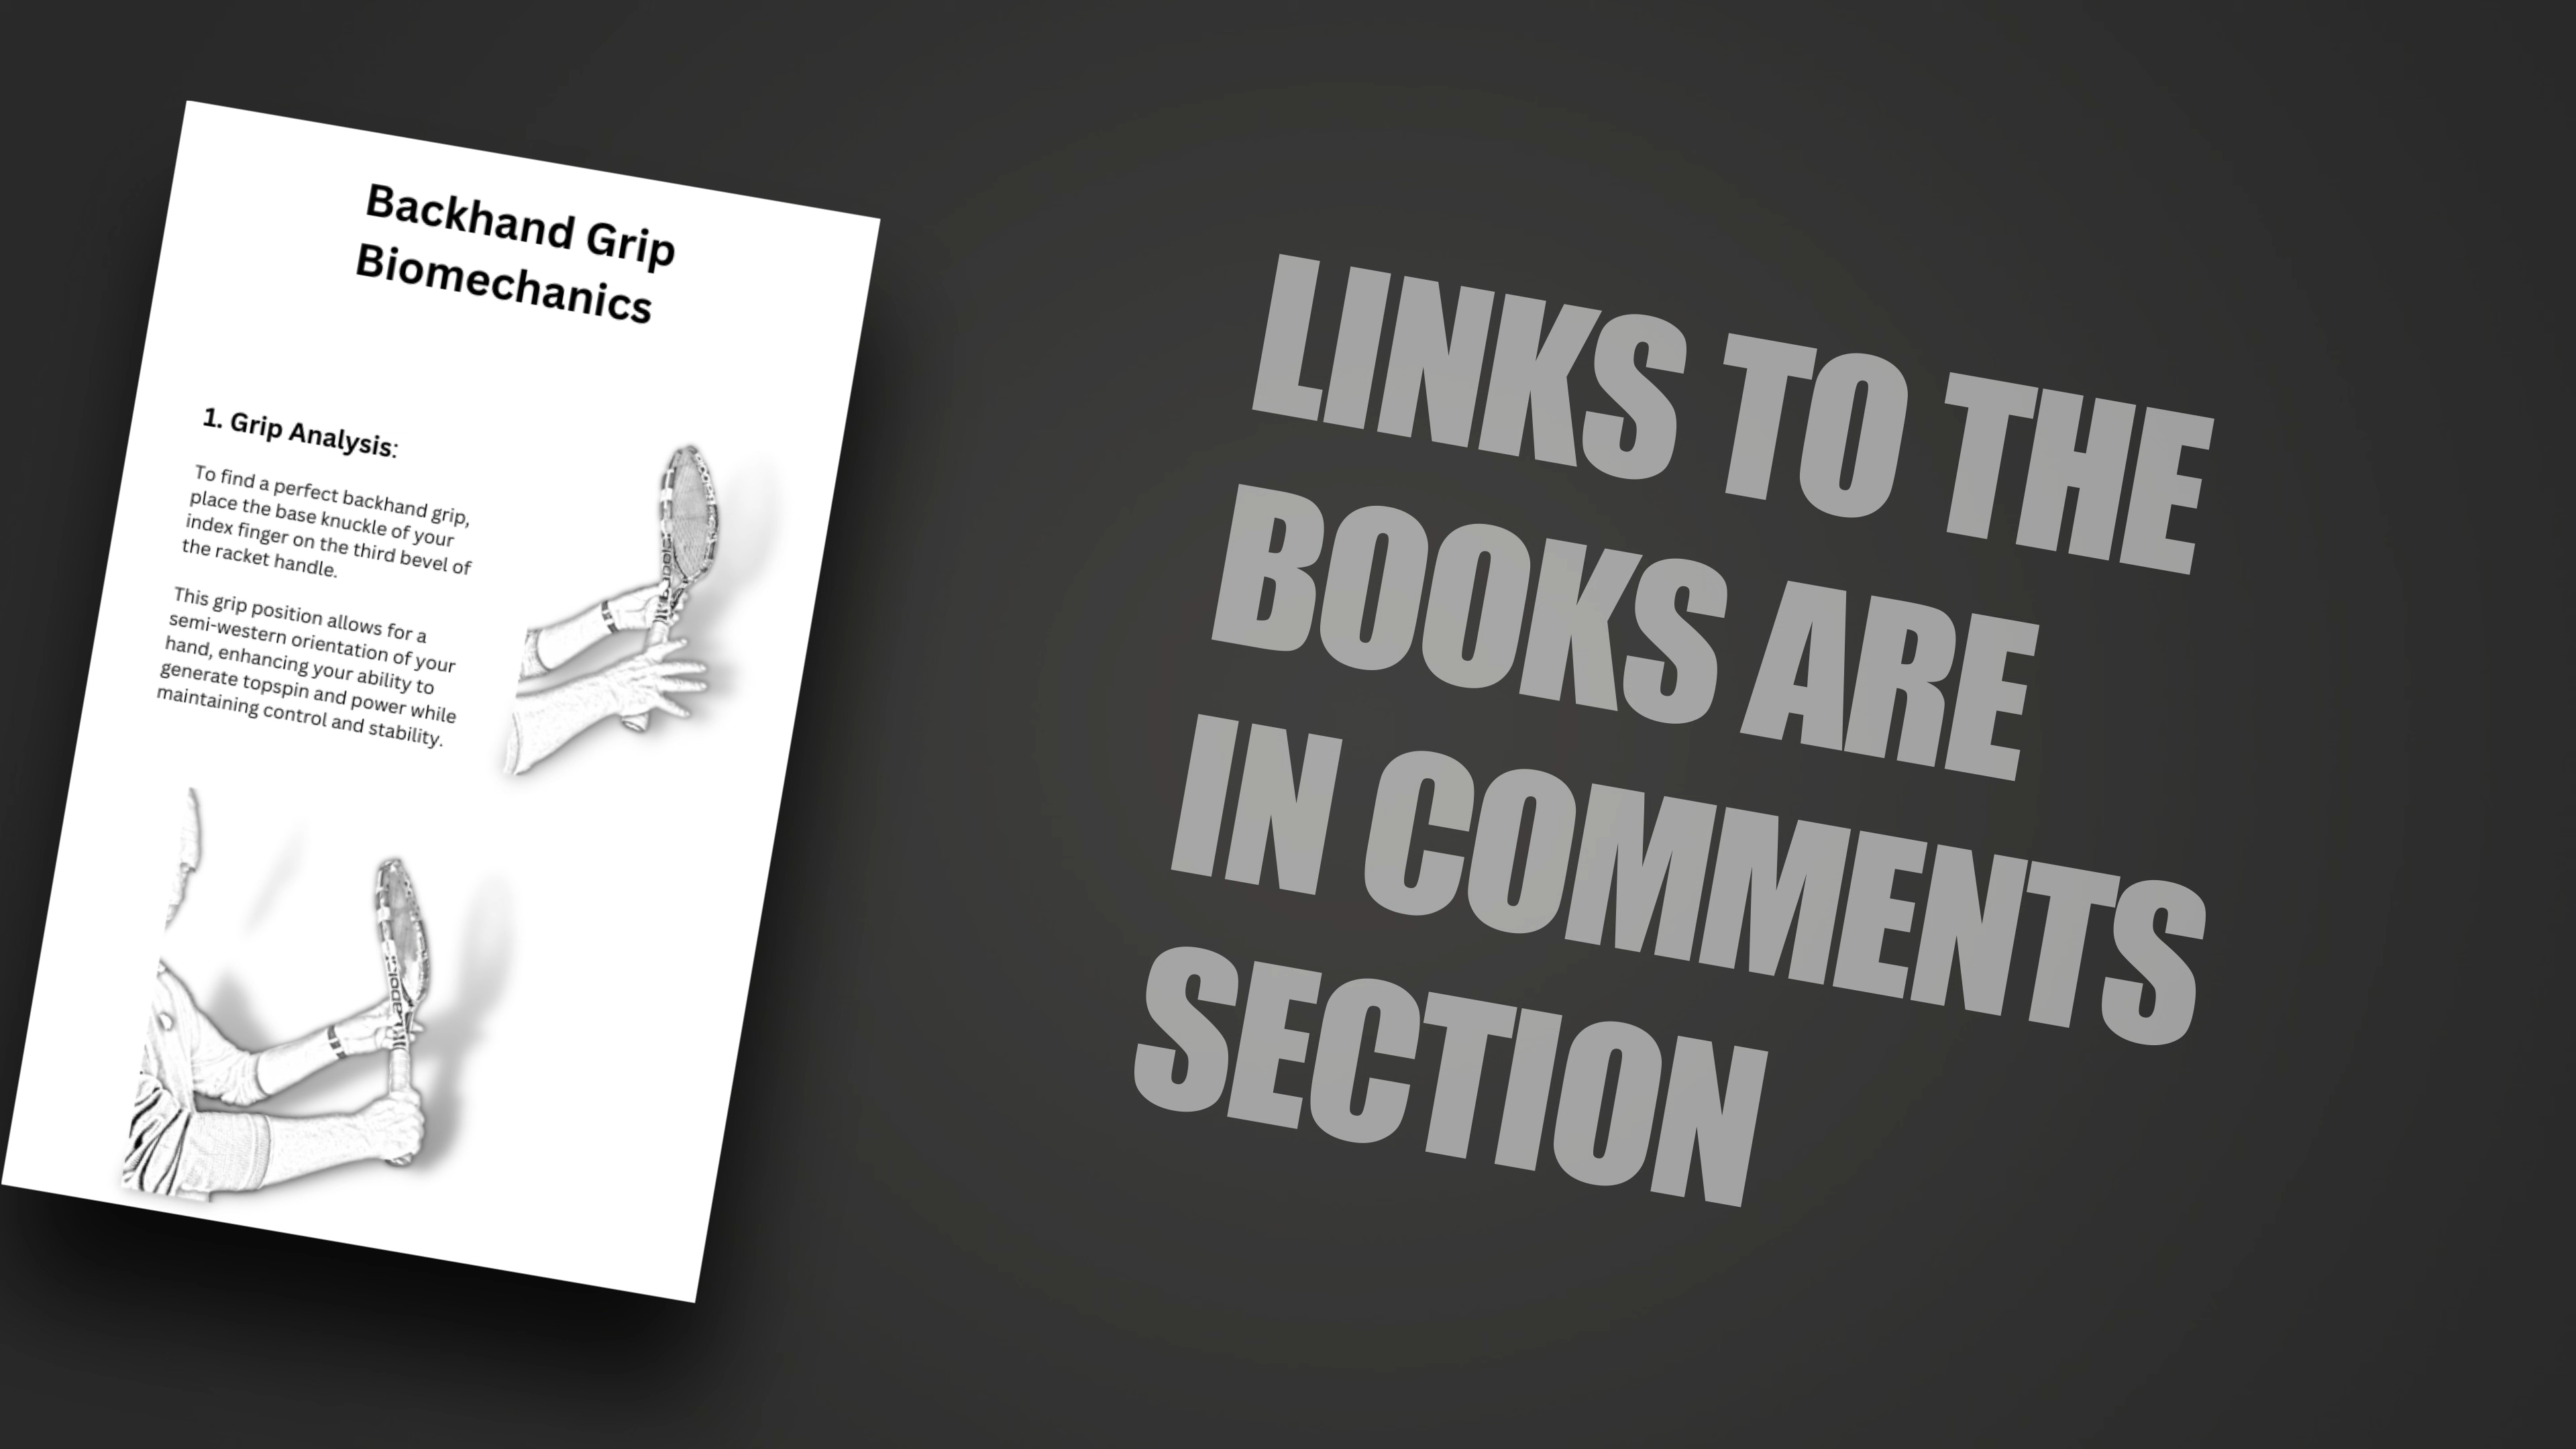 Backhand Grip
Biomechanics
1. Grip Analysis:
To find a perfect backhand grip,
place the base knuckle of your
index finger on the third bevel of
the racket handle.
This grip position allows for a
semi-western orientation of your
hand, enhancing your ability to
generate topspin and power while
maintaining control and stability.
LINKS TO THE
BOOKS ARE
IN COMMENTS
SECTION